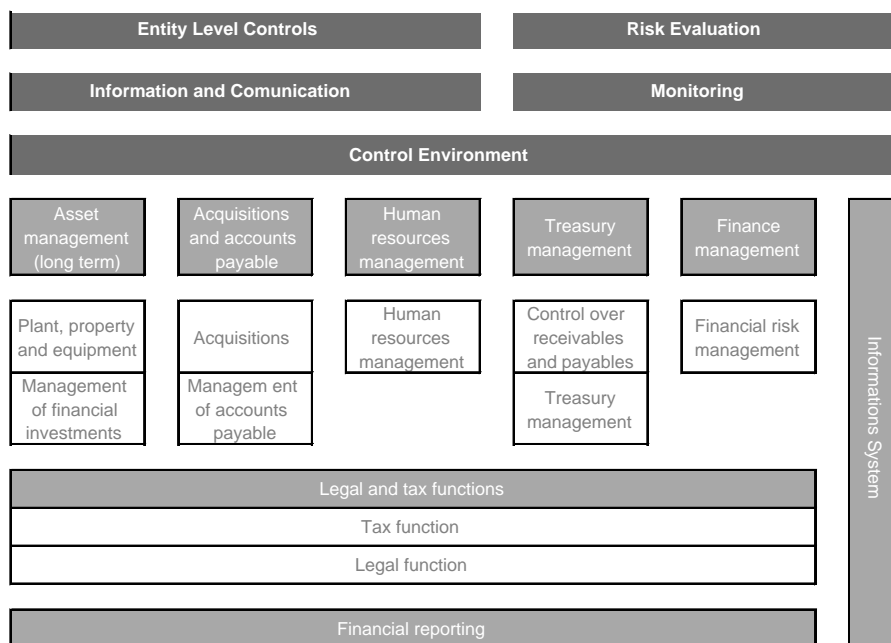 Entity Level Controls
Risk Evaluation
Information and Comunication
Monitoring
Control Environment
Asset
management
(long term)
Acquisitions
and accounts
payable
Human
resources
management
Treasury
management
Finance
management
Plant, property
and equipment
Acquisitions
Human
resources
management
Control over
receivables
and payables
Financial risk
management
Management
of financial
investments
Managem ent
of accounts
payable
Treasury
management
Informations System
Legal and tax functions
Tax function
Legal function
Financial reporting